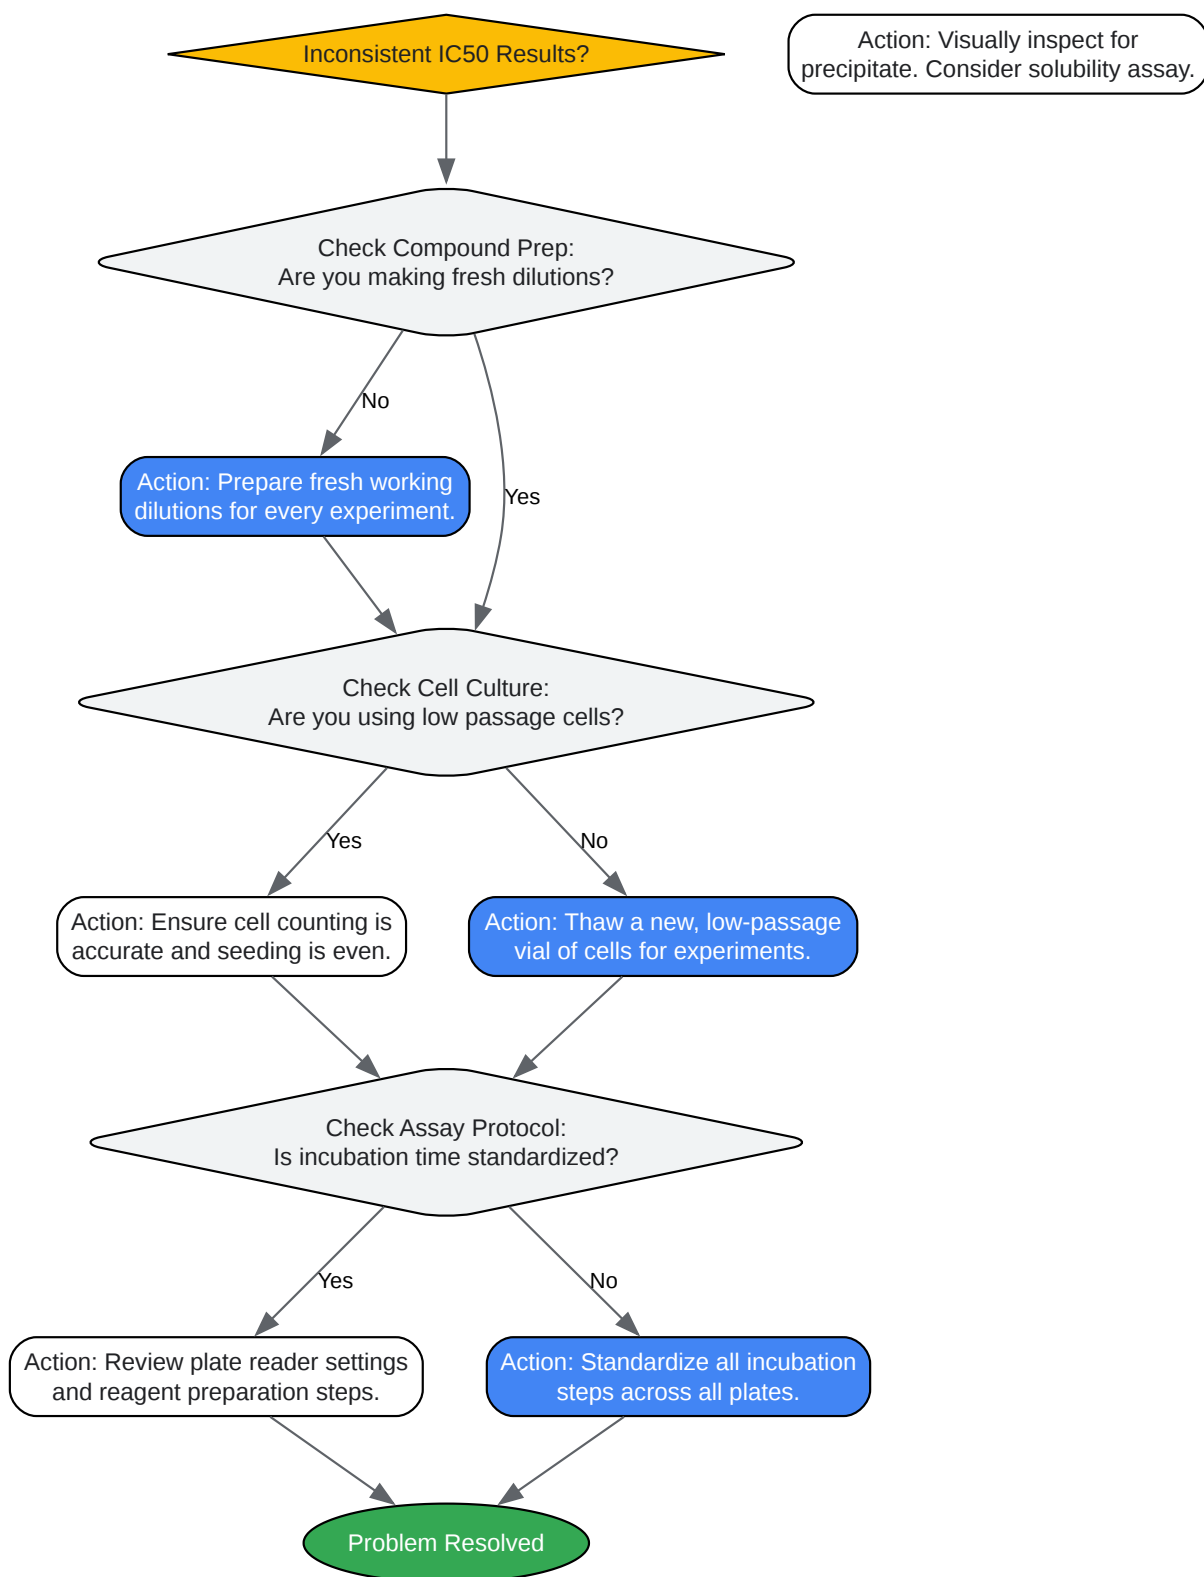 Inconsistent IC50 Results?
Action: Visually inspect for
precipitate. Consider solubility assay.
Check Compound Prep:
Are you making fresh dilutions?
No
Action: Prepare fresh working
dilutions for every experiment.
Yes
Check Cell Culture:
Are you using low passage cells?
Yes
No
Action: Ensure cell counting is
accurate and seeding is even.
Action: Thaw a new, low-passage
vial of cells for experiments.
Check Assay Protocol:
Is incubation time standardized?
Yes
No
Action: Review plate reader settings
and reagent preparation steps.
Action: Standardize all incubation
steps across all plates.
Problem Resolved